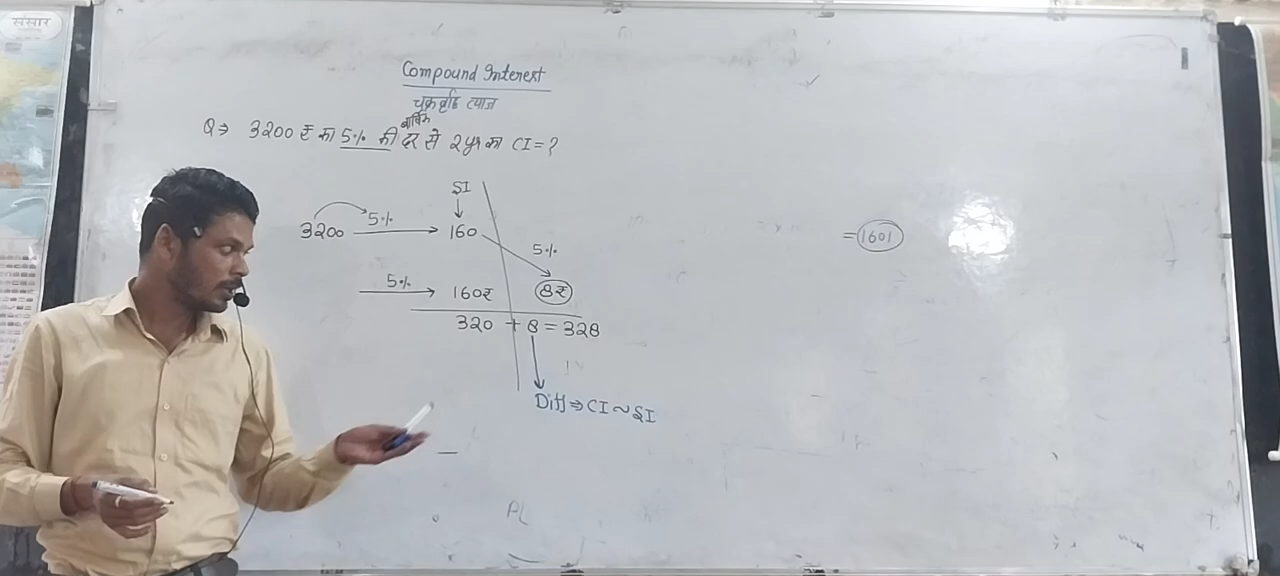 संसार
Compound Interest
चक्रवृद्धि ब्याज
वार्षिक
Q⇒ 3200 ₹ का 5% की दर से 2yr का CI=?
SI
3200 5% 160
5%
5% 160₹ 8₹
320 + 8 = 328
Diff ⇒ CI ~ SI
= 1601
PL